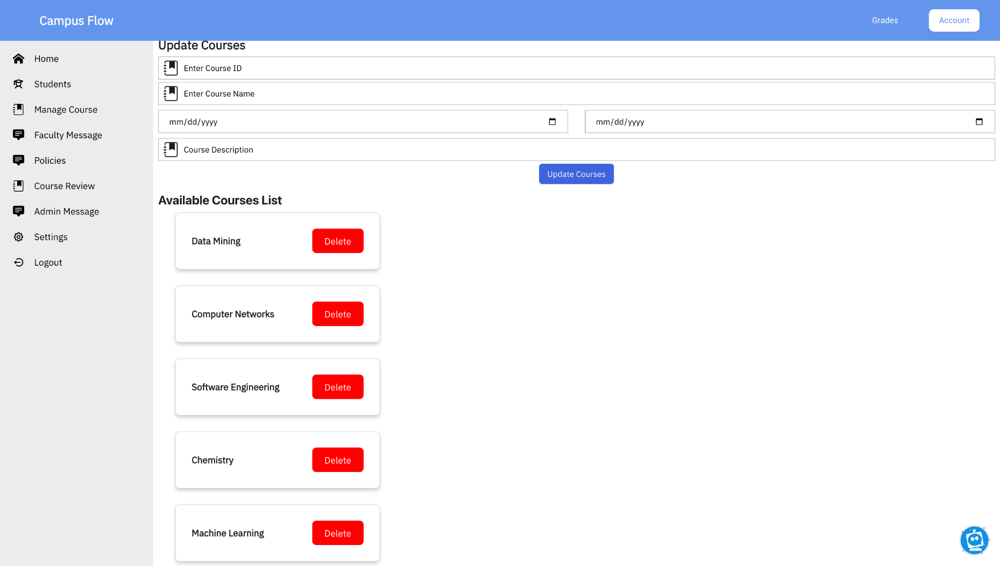 Campus Flow
Grades
Account
Home
Students
Manage Course
Faculty Message
Policies
Course Review
Admin Message
Settings
Logout
Update Courses
Enter Course ID
Enter Course Name
mm/dd/yyyy
mm/dd/yyyy
Course Description
Update Courses
Available Courses List
Data Mining
Delete
Computer Networks
Delete
Software Engineering
Delete
Chemistry
Delete
Machine Learning
Delete